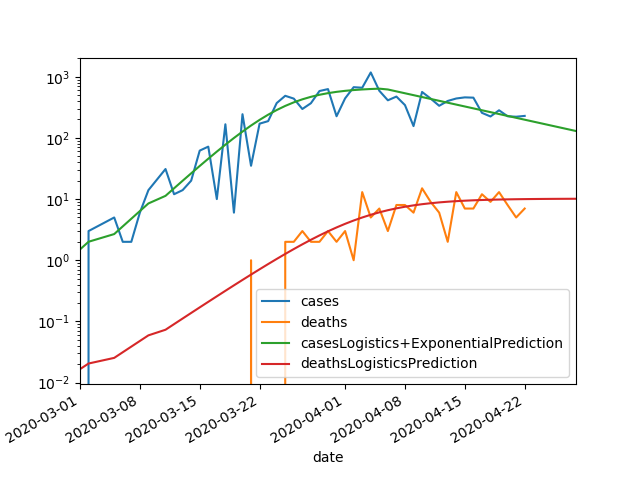 10³
10²
10¹
10⁰
10⁻¹
10⁻²
cases
deaths
casesLogistics+ExponentialPrediction
deathsLogisticsPrediction
2020-03-01
2020-03-08
2020-03-15
2020-03-22
2020-04-01
2020-04-08
2020-04-15
2020-04-22
date